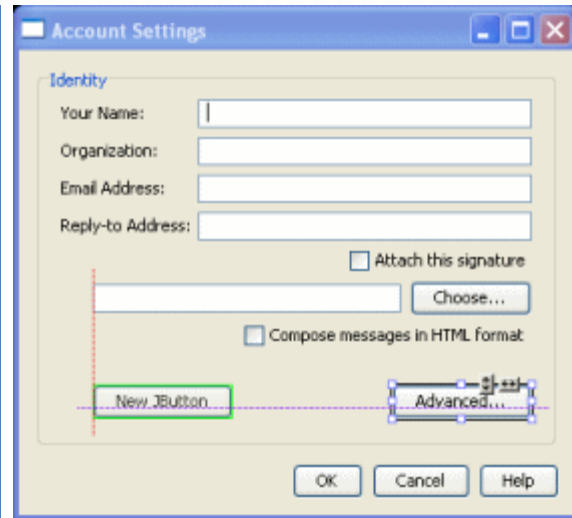 Account Settings
Identity
Your Name:
Organization:
Email Address:
Reply-to Address:
Attach this signature
Choose...
Compose messages in HTML format
New JButton Advanced...
OK Cancel Help